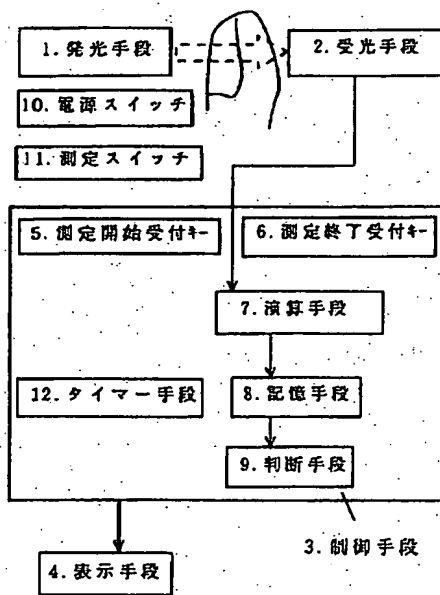 1.発光手段
2.受光手段
10.電源スイッチ
11.測定スイッチ
5.測定開始受付キー
6.測定終了受付キー
7.演算手段
12.タイマー手段
8.記憶手段
9.判断手段
3.制御手段
4.表示手段